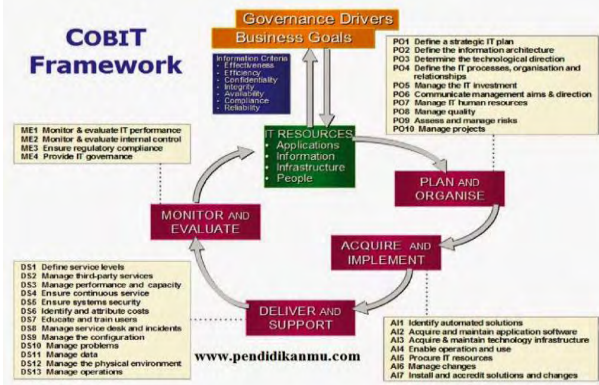 COBIT
Framework
Governance Drivers
Business Goals
Information Criteria
• Effectiveness
• Efficiency
• Confidentiality
• Integrity
• Availability
• Compliance
• Reliability
IT RESOURCES
• Applications
• Information
• Infrastructure
• People
PO1 Define a strategic IT plan
PO2 Define the information architecture
PO3 Determine the technological direction
PO4 Define the IT processes, organisation and
relationships
PO5 Manage the IT investment
PO6 Communicate management aims & direction
PO7 Manage IT human resources
PO8 Manage quality
PO9 Assess and manage risks
PO10 Manage projects
PLAN AND
ORGANISE
ACQUIRE AND
IMPLEMENT
AI1 Identify automated solutions
AI2 Acquire and maintain application software
AI3 Acquire & maintain technology infrastructure
AI4 Enable operation and use
AI5 Procure IT resources
AI6 Manage changes
AI7 Install and accredit solutions and changes
DELIVER AND
SUPPORT
DS1 Define service levels
DS2 Manage third-party services
DS3 Manage performance and capacity
DS4 Ensure continuous service
DS5 Ensure systems security
DS6 Identify and attribute costs
DS7 Educate and train users
DS8 Manage service desk and incidents
DS9 Manage the configuration
DS10 Manage problems
DS11 Manage data
DS12 Manage the physical environment
DS13 Manage operations
MONITOR AND
EVALUATE
ME1 Monitor & evaluate IT performance
ME2 Monitor & evaluate internal control
ME3 Ensure regulatory compliance
ME4 Provide IT governance
www.pendidikanmu.com